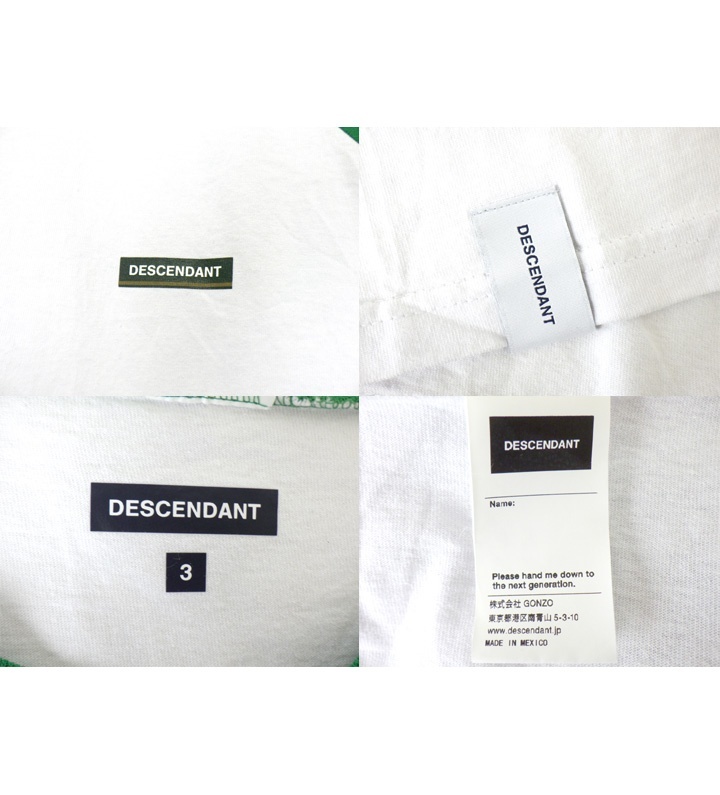 DESCENDANT
DESCENDANT
DESCENDANT
3
DESCENDANT
Name:
Please hand me down to
the next generation.
株式会社 GONZO
東京都港区南青山 5-3-10
www.descendant.jp
MADE IN MEXICO